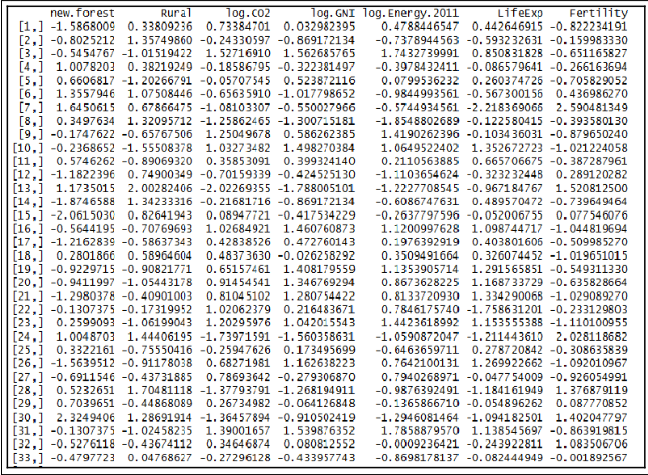 new.forest Rural log.CO2 log.GNI log.Energy.2011 LifeExp Fertility
[1,] -1.5868009 0.33809236 0.73384701 0.032982395 0.4788446547 0.442646915 -0.822234191
[2,] -0.8025212 1.35749860 -0.24330597 -0.869172134 -0.7378944563 -0.593232631 -0.159983330
[3,] -0.5454767 -1.01519422 1.52716910 1.562687165 1.7432739991 0.850831828 -0.651165827
[4,] 1.0078203 0.38219249 -0.18586795 -0.322381497 -0.3978432411 -0.086579641 -0.266163694
[5,] 0.6606817 -1.20266791 -0.05707545 0.523872116 0.0799536232 0.260374726 -0.705829052
[6,] 1.3557946 1.07508446 -0.65635910 -1.017798652 -0.9844993561 -0.567300156 0.436986270
[7,] 1.6450615 0.67866475 -1.08103307 -0.550027966 -0.5744934561 -2.218369066 2.590481349
[8,] 0.3497634 1.32095712 -1.25862465 -1.300715181 -1.8548802689 -0.122580415 -0.393580130
[9,] -0.1747622 -0.65767506 1.25049678 0.586262385 1.4190262396 -0.103436031 -0.879650240
[10,] -0.2368652 -1.55508378 1.03273482 1.498270384 1.0649522402 1.352672723 -1.021224058
[11,] 0.5746262 -0.89069320 0.35853091 0.399324140 0.2110563885 0.665706675 -0.387287961
[12,] -1.1822396 0.74900349 -0.70159339 -0.424525130 -1.1103654624 -0.323232448 0.289120282
[13,] 1.1735015 2.00282406 -2.02269355 -1.788005101 -1.2227708545 -0.967184767 1.520812500
[14,] -1.8746588 1.34233316 -0.21681716 -0.869172134 -0.6086747631 0.489570472 -0.739649464
[15,] -2.0615030 0.82641943 0.08947721 -0.417534229 -0.2637797596 -0.052006755 0.077546076
[16,] -0.5644195 -0.70769693 1.02684921 1.460760873 1.1200997628 1.098744717 -1.044819694
[17,] -1.2162839 -0.58637343 0.42838526 0.472760143 0.1976392919 0.403801606 -0.509985270
[18,] 0.2801866 0.58964604 0.48373630 -0.026258292 0.3509491664 0.326074452 -1.019651015
[19,] -0.9229715 -0.90821771 0.65157461 1.408179559 1.1353905714 1.291565851 -0.549311330
[20,] -0.9411997 -1.05443178 0.91454541 1.346769294 0.8673628225 1.168733729 -0.635828664
[21,] -1.2980378 -0.40901003 0.81045102 1.280754422 0.8133720930 1.334290068 -1.029089270
[22,] -0.1307375 -0.17319952 1.02062379 0.216483671 0.7846175740 -1.758631201 -0.233129803
[23,] 0.2599093 -1.06199043 1.20295976 1.042015543 1.4423618992 1.153555388 -1.110100955
[24,] 1.0048703 1.44406195 -1.73971591 -1.560358631 -1.0590872047 -1.211443610 2.028118682
[25,] 0.3322161 -0.75550416 -0.25947626 0.173495699 -0.6463659711 0.278720842 -0.308635839
[26,] -1.5639512 -0.91178038 0.68271981 1.162638223 0.7642100131 1.269922662 -1.092010967
[27,] -0.6911546 -0.43731885 0.78693642 -0.279306870 0.7940268971 -0.047754009 -0.926054991
[28,] 0.5232651 1.70481118 -1.37793791 -1.268194911 -0.9876392491 -1.184161949 1.376879119
[29,] 0.7039651 -0.44868089 0.26734982 -0.064126848 -0.1365866710 -0.054896262 0.087770852
[30,] 2.3249406 1.28691914 -1.36457894 -0.910502419 -1.2946081464 -1.094182501 1.402047797
[31,] -0.1307375 -1.02458235 1.39001657 1.539876352 1.7858879570 1.138545697 -0.863919815
[32,] -0.5276118 -0.43674112 0.34646874 0.080812552 -0.0009236421 -0.243922811 1.083506706
[33,] -0.4797723 0.04768627 -0.27296128 -0.433957743 -0.8698178137 -0.082444949 -0.001892567